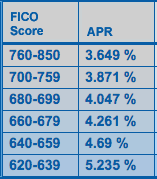 FICO
Score APR
760-850 3.649 %
700-759 3.871 %
680-699 4.047 %
660-679 4.261 %
640-659 4.69 %
620-639 5.235 %